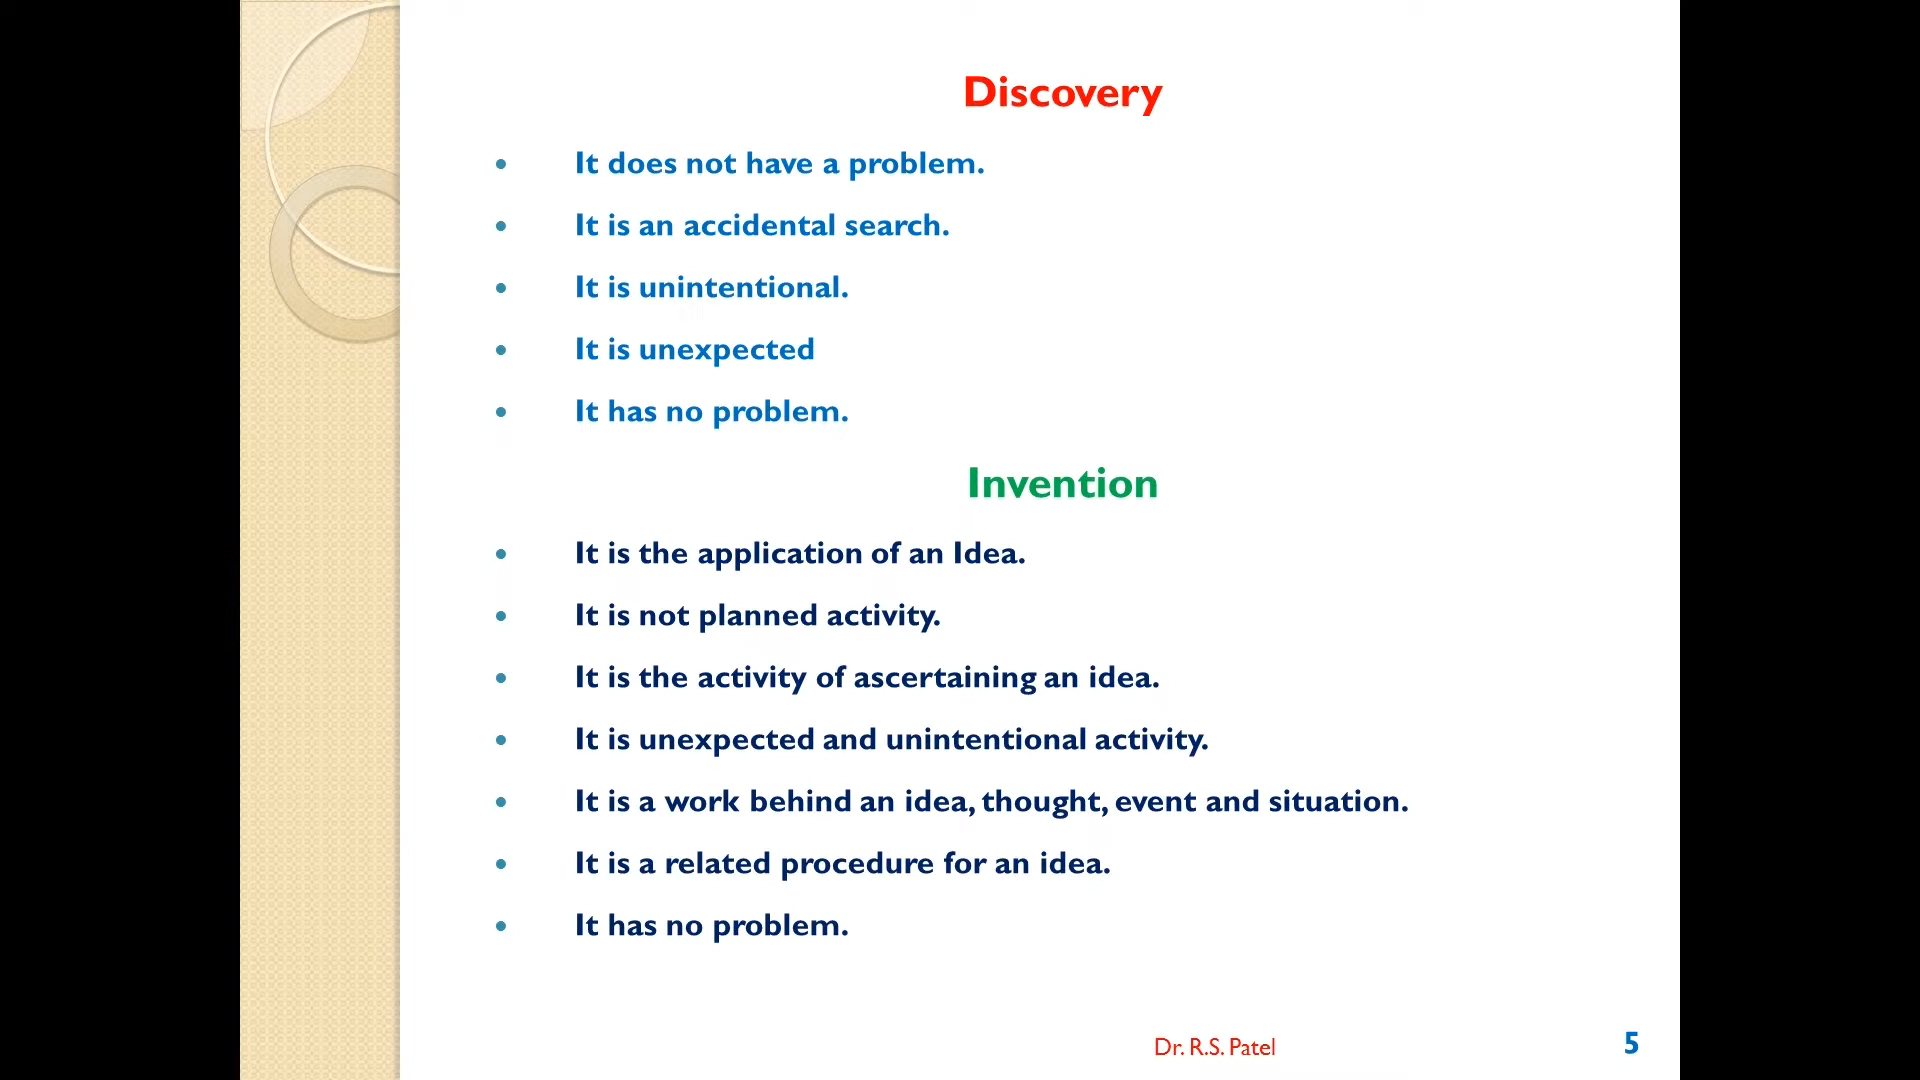 Discovery
• It does not have a problem.
• It is an accidental search.
• It is unintentional.
• It is unexpected
• It has no problem.
Invention
• It is the application of an Idea.
• It is not planned activity.
• It is the activity of ascertaining an idea.
• It is unexpected and unintentional activity.
• It is a work behind an idea, thought, event and situation.
• It is a related procedure for an idea.
• It has no problem.
Dr. R.S. Patel
5